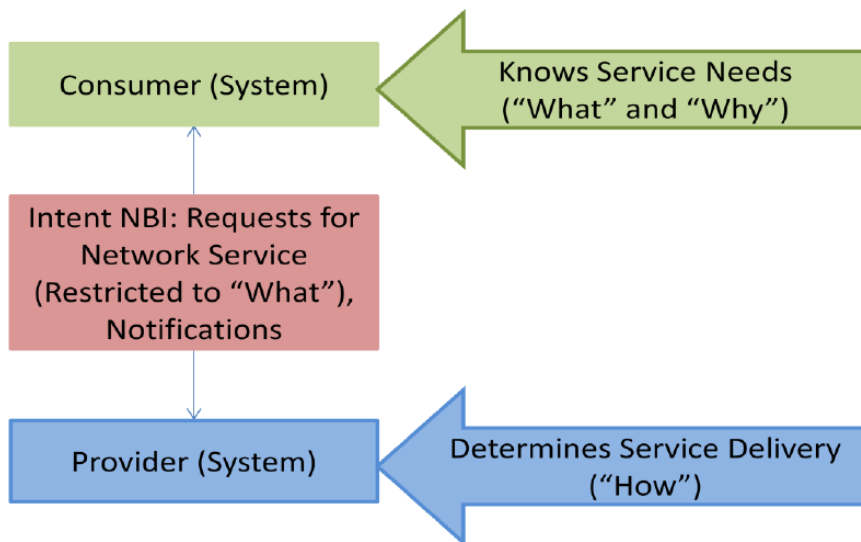 Consumer (System)
Knows Service Needs
(“What” and “Why”)
Intent NBI: Requests for
Network Service
(Restricted to “What”),
Notifications
Provider (System)
Determines Service Delivery
(“How”)